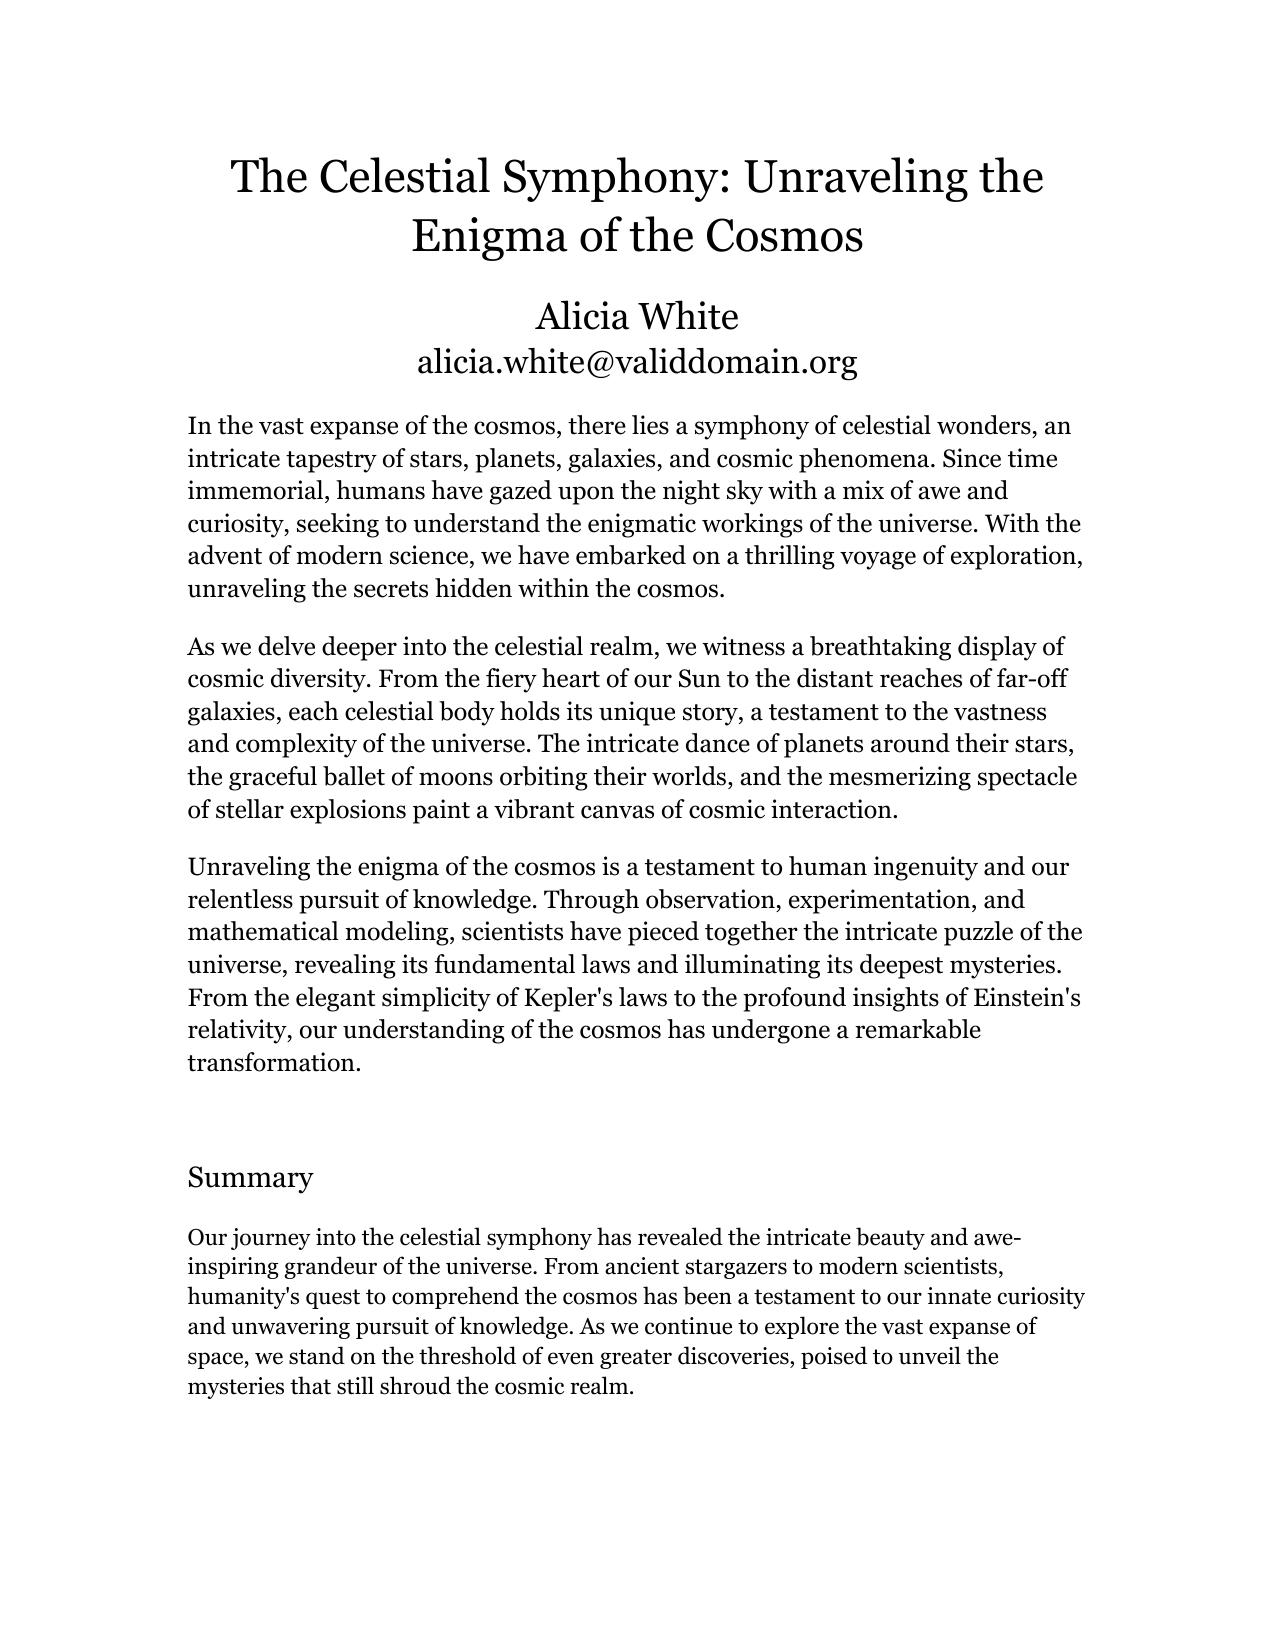 The Celestial Symphony: Unraveling the
Enigma of the Cosmos
Alicia White
alicia.white@validdomain.org
In the vast expanse of the cosmos, there lies a symphony of celestial wonders, an
intricate tapestry of stars, planets, galaxies, and cosmic phenomena. Since time
immemorial, humans have gazed upon the night sky with a mix of awe and
curiosity, seeking to understand the enigmatic workings of the universe. With the
advent of modern science, we have embarked on a thrilling voyage of exploration,
unraveling the secrets hidden within the cosmos.
As we delve deeper into the celestial realm, we witness a breathtaking display of
cosmic diversity. From the fiery heart of our Sun to the distant reaches of far-off
galaxies, each celestial body holds its unique story, a testament to the vastness
and complexity of the universe. The intricate dance of planets around their stars,
the graceful ballet of moons orbiting their worlds, and the mesmerizing spectacle
of stellar explosions paint a vibrant canvas of cosmic interaction.
Unraveling the enigma of the cosmos is a testament to human ingenuity and our
relentless pursuit of knowledge. Through observation, experimentation, and
mathematical modeling, scientists have pieced together the intricate puzzle of the
universe, revealing its fundamental laws and illuminating its deepest mysteries.
From the elegant simplicity of Kepler's laws to the profound insights of Einstein's
relativity, our understanding of the cosmos has undergone a remarkable
transformation.
Summary
Our journey into the celestial symphony has revealed the intricate beauty and awe-
inspiring grandeur of the universe. From ancient stargazers to modern scientists,
humanity's quest to comprehend the cosmos has been a testament to our innate curiosity
and unwavering pursuit of knowledge. As we continue to explore the vast expanse of
space, we stand on the threshold of even greater discoveries, poised to unveil the
mysteries that still shroud the cosmic realm.